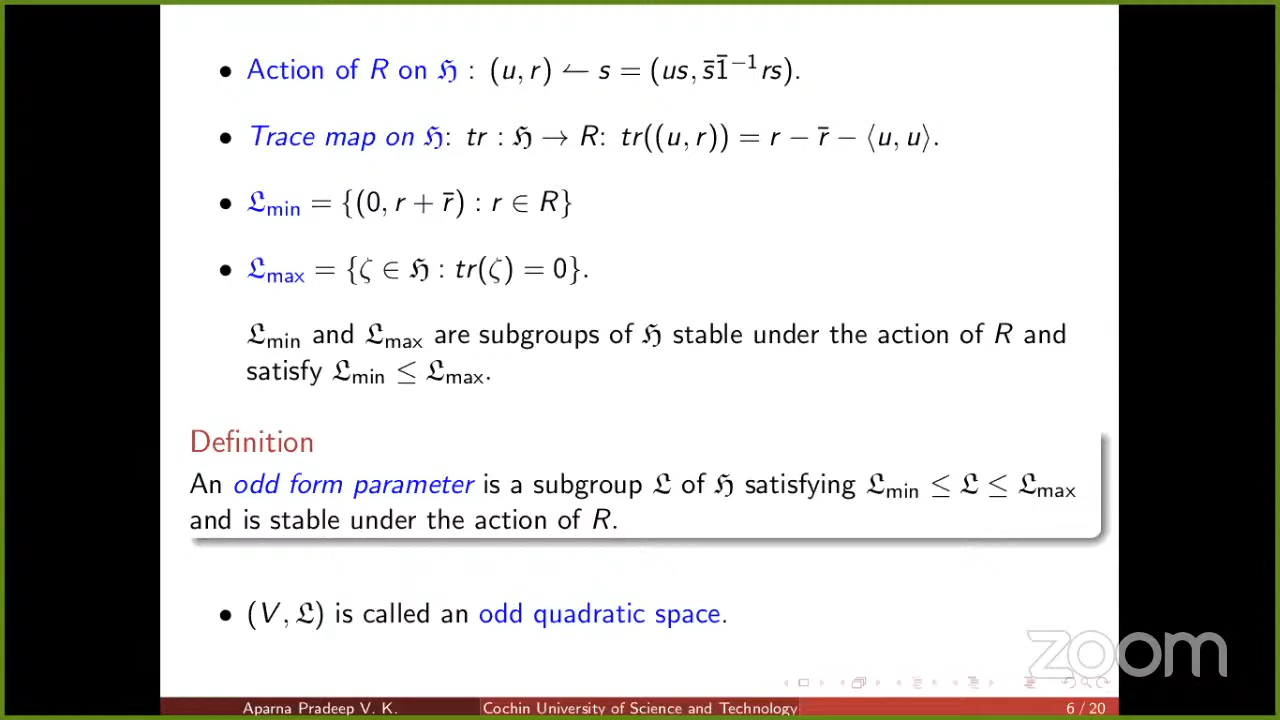 • Action of R on ℌ : (u, r) ↼ s = (us, s̄1̄⁻¹rs).
• Trace map on ℌ: tr : ℌ → R: tr((u, r)) = r − r̄ − ⟨u, u⟩.
• 𝔏min = {(0, r + r̄) : r ∈ R}
• 𝔏max = {ζ ∈ ℌ : tr(ζ) = 0}.
𝔏min and 𝔏max are subgroups of ℌ stable under the action of R and
satisfy 𝔏min ≤ 𝔏max.
Definition
An odd form parameter is a subgroup 𝔏 of ℌ satisfying 𝔏min ≤ 𝔏 ≤ 𝔏max
and is stable under the action of R.
• (V, 𝔏) is called an odd quadratic space.
zoom
Aparna Pradeep V. K. Cochin University of Science and Technology 6 / 20